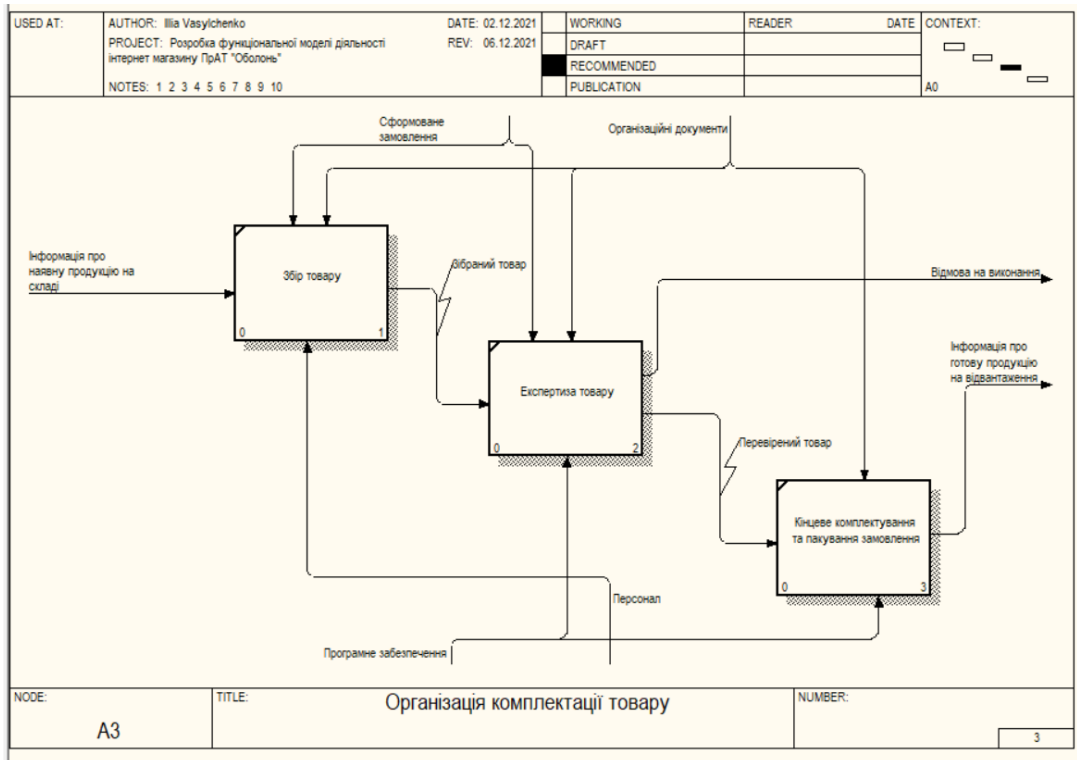 USED AT:
AUTHOR: Illia Vasylchenko
DATE: 02.12.2021
WORKING
READER
DATE
CONTEXT:
PROJECT: Розробка функціональної моделі діяльності
інтернет магазину ПрАТ "Оболонь"
REV: 06.12.2021
DRAFT
RECOMMENDED
NOTES: 1 2 3 4 5 6 7 8 9 10
PUBLICATION
A0
Сформоване
замовлення
Організаційні документи
Інформація про
наявну продукцію на
складі
Збір товару
0
1
Зібраний товар
Відмова на виконання
Експертиза товару
0
2
Інформація про
готову продукцію
на відвантаження
Перевірений товар
Кінцеве комплектування
та пакування замовлення
0
3
Персонал
Програмне забезпечення
NODE:
TITLE:
Організація комплектації товару
NUMBER:
A3
3